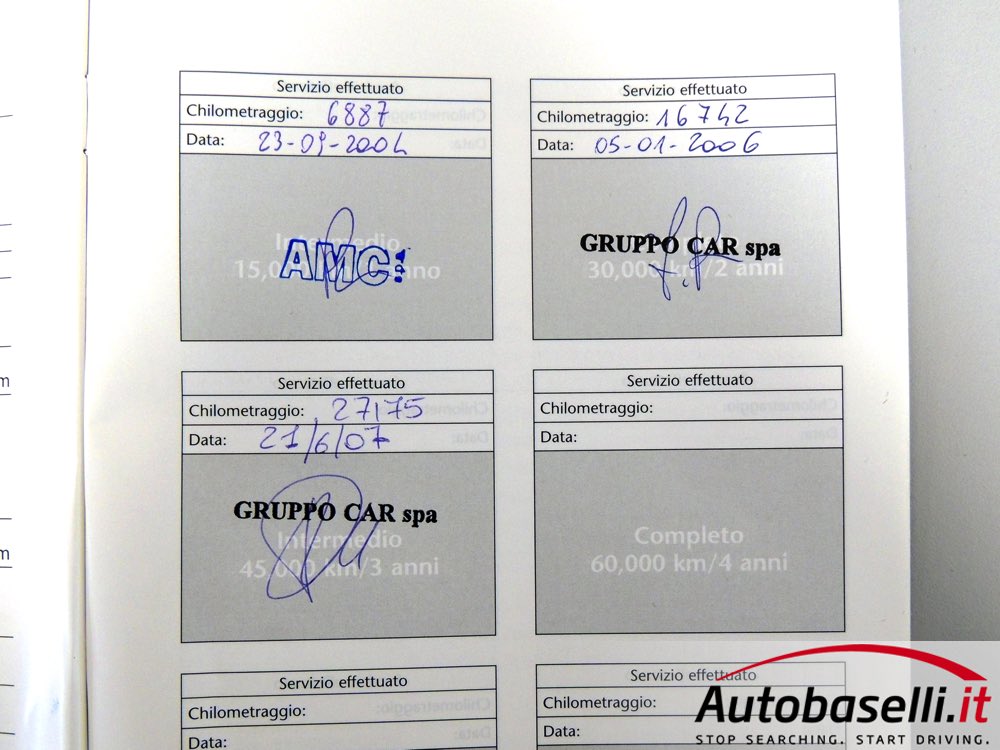 Servizio effettuato
Chilometraggio: 6887
Data: 23-09-2004
Intermedio
15,000 km/1 anno
AMC
Servizio effettuato
Chilometraggio: 16742
Data: 05-01-2006
GRUPPO CAR spa
30,000 km/2 anni
Servizio effettuato
Chilometraggio: 27175
Data: 21/6/07
GRUPPO CAR spa
Intermedio
45,000 km/3 anni
Servizio effettuato
Chilometraggio:
Data:
Completo
60,000 km/4 anni
Servizio effettuato
Chilometraggio:
Data:
Servizio effettuato
Chilometraggio:
Data:
m
m
Autobaselli.it
STOP SEARCHING. START DRIVING.